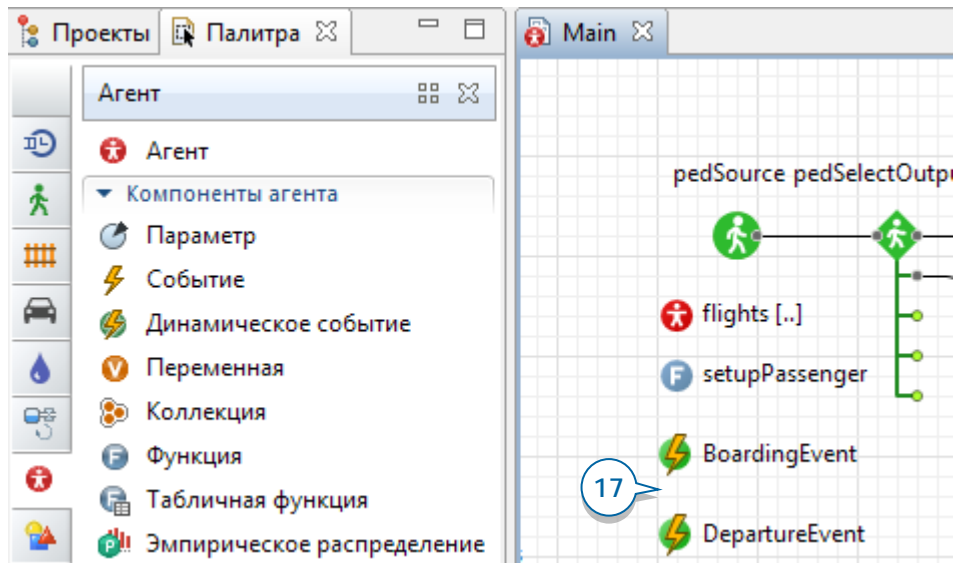 Проекты
Палитра
Агент
Агент
Компоненты агента
Параметр
Событие
Динамическое событие
Переменная
Коллекция
Функция
Табличная функция
Эмпирическое распределение
Main
pedSource pedSelectOutpu
flights [..]
setupPassenger
BoardingEvent
17
DepartureEvent